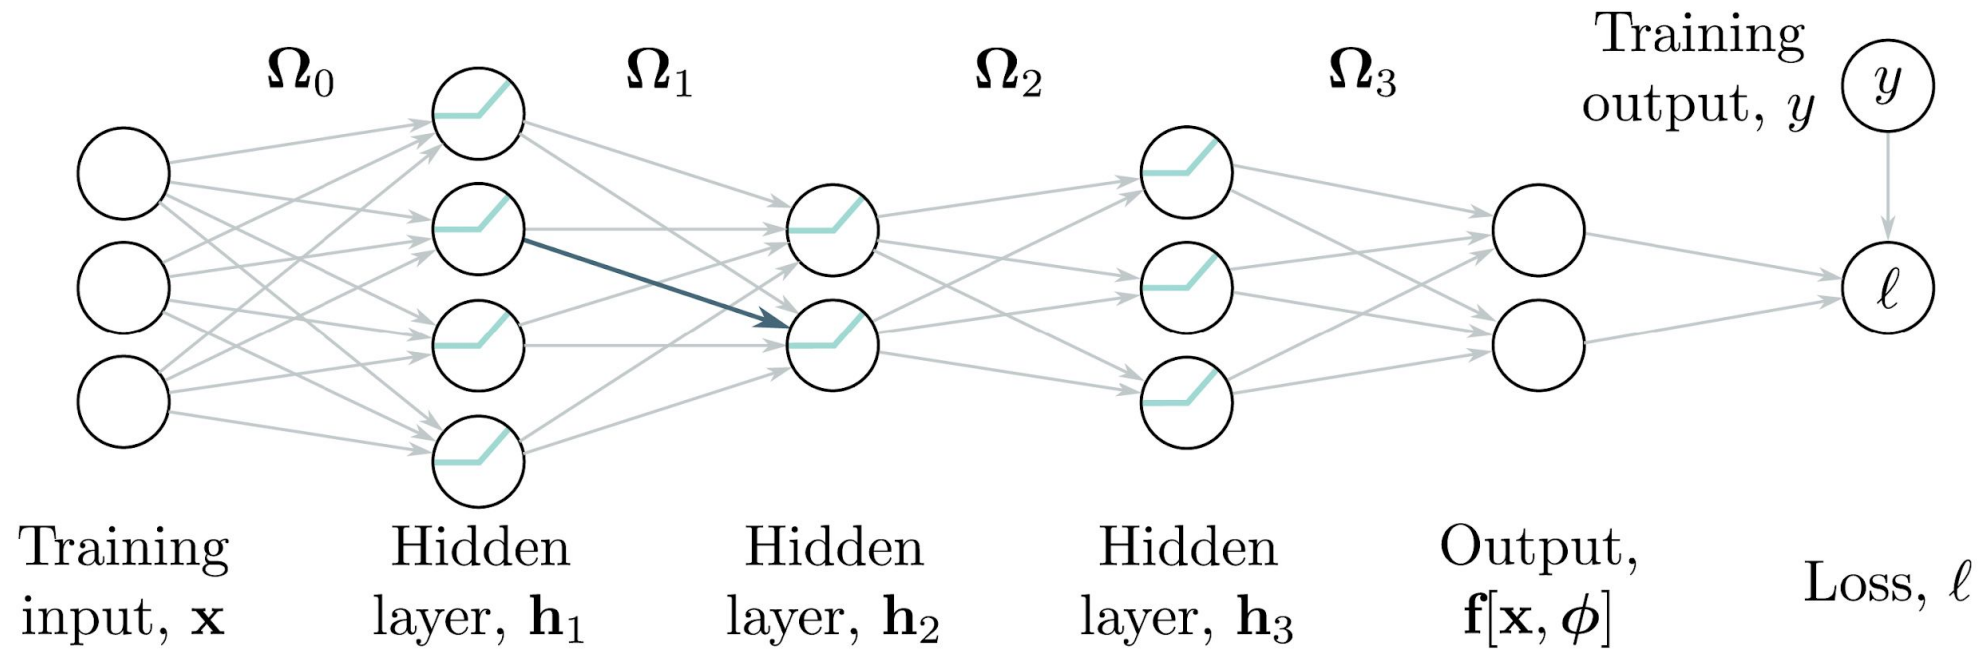 Ω₀
Ω₁
Ω₂
Ω₃
Training
output, y
y
ℓ
Training
input, x
Hidden
layer, h₁
Hidden
layer, h₂
Hidden
layer, h₃
Output,
f[x, ϕ]
Loss, ℓ